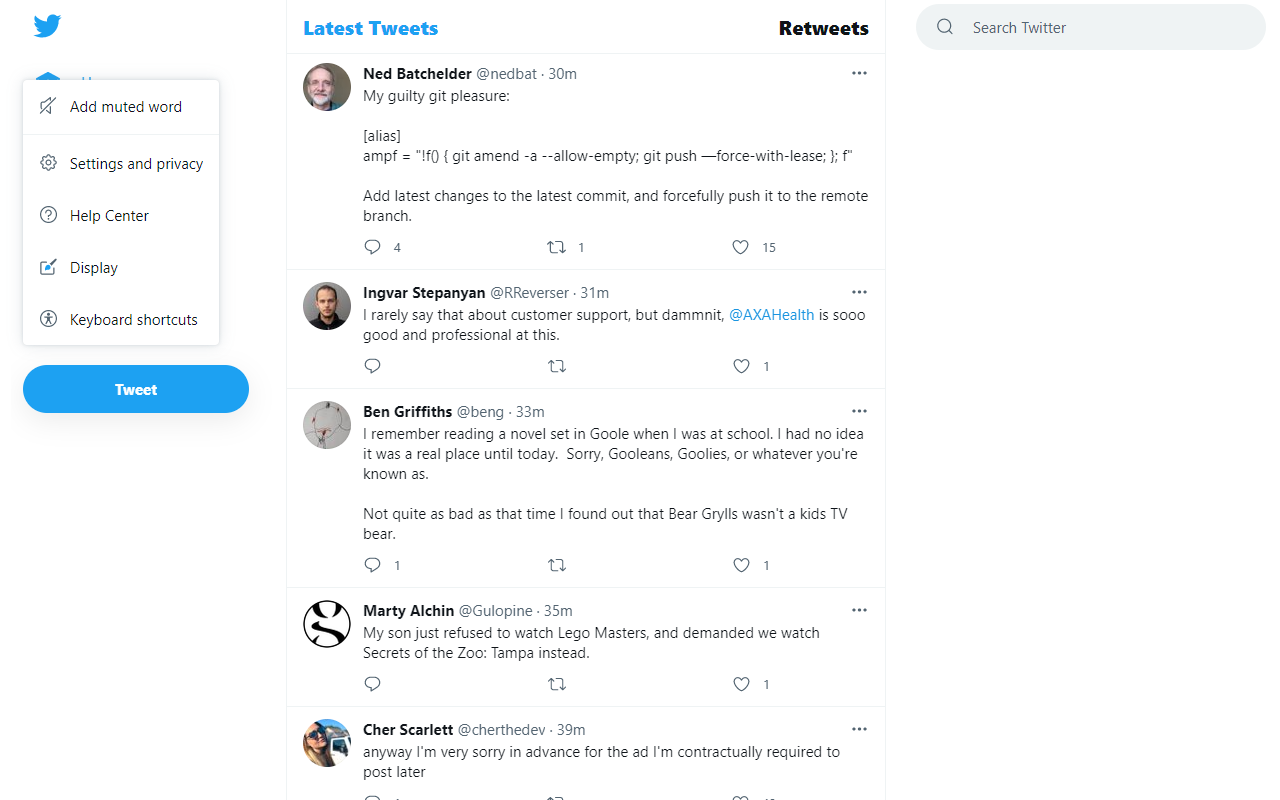 Add muted word
Settings and privacy
Help Center
Display
Keyboard shortcuts
Tweet
Latest Tweets
Retweets
Ned Batchelder @nedbat · 30m
My guilty git pleasure:
[alias]
ampf = "!f() { git amend -a --allow-empty; git push —force-with-lease; }; f"
Add latest changes to the latest commit, and forcefully push it to the remote
branch.
4 1 15
Ingvar Stepanyan @RReverser · 31m
I rarely say that about customer support, but dammnit, @AXAHealth is sooo
good and professional at this.
1
Ben Griffiths @beng · 33m
I remember reading a novel set in Goole when I was at school. I had no idea
it was a real place until today.  Sorry, Gooleans, Goolies, or whatever you're
known as.
Not quite as bad as that time I found out that Bear Grylls wasn't a kids TV
bear.
1 1
Marty Alchin @Gulopine · 35m
My son just refused to watch Lego Masters, and demanded we watch
Secrets of the Zoo: Tampa instead.
1
Cher Scarlett @cherthedev · 39m
anyway I'm very sorry in advance for the ad I'm contractually required to
post later
Search Twitter